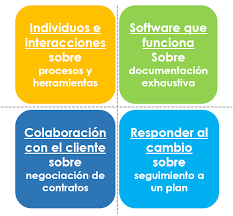 Individuos e
Interacciones
sobre
procesos y
herramientas
Software que
funciona
Sobre
documentación
exhaustiva
Colaboración
con el cliente
sobre
negociación de
contratos
Responder al
cambio
sobre
seguimiento a
un plan